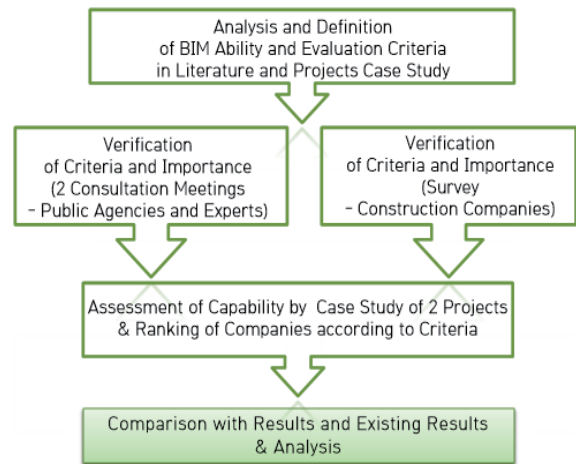 Analysis and Definition
of BIM Ability and Evaluation Criteria
in Literature and Projects Case Study
Verification
of Criteria and Importance
(2 Consultation Meetings
- Public Agencies and Experts)
Verification
of Criteria and Importance
(Survey
- Construction Companies)
Assessment of Capability by Case Study of 2 Projects
& Ranking of Companies according to Criteria
Comparison with Results and Existing Results
& Analysis